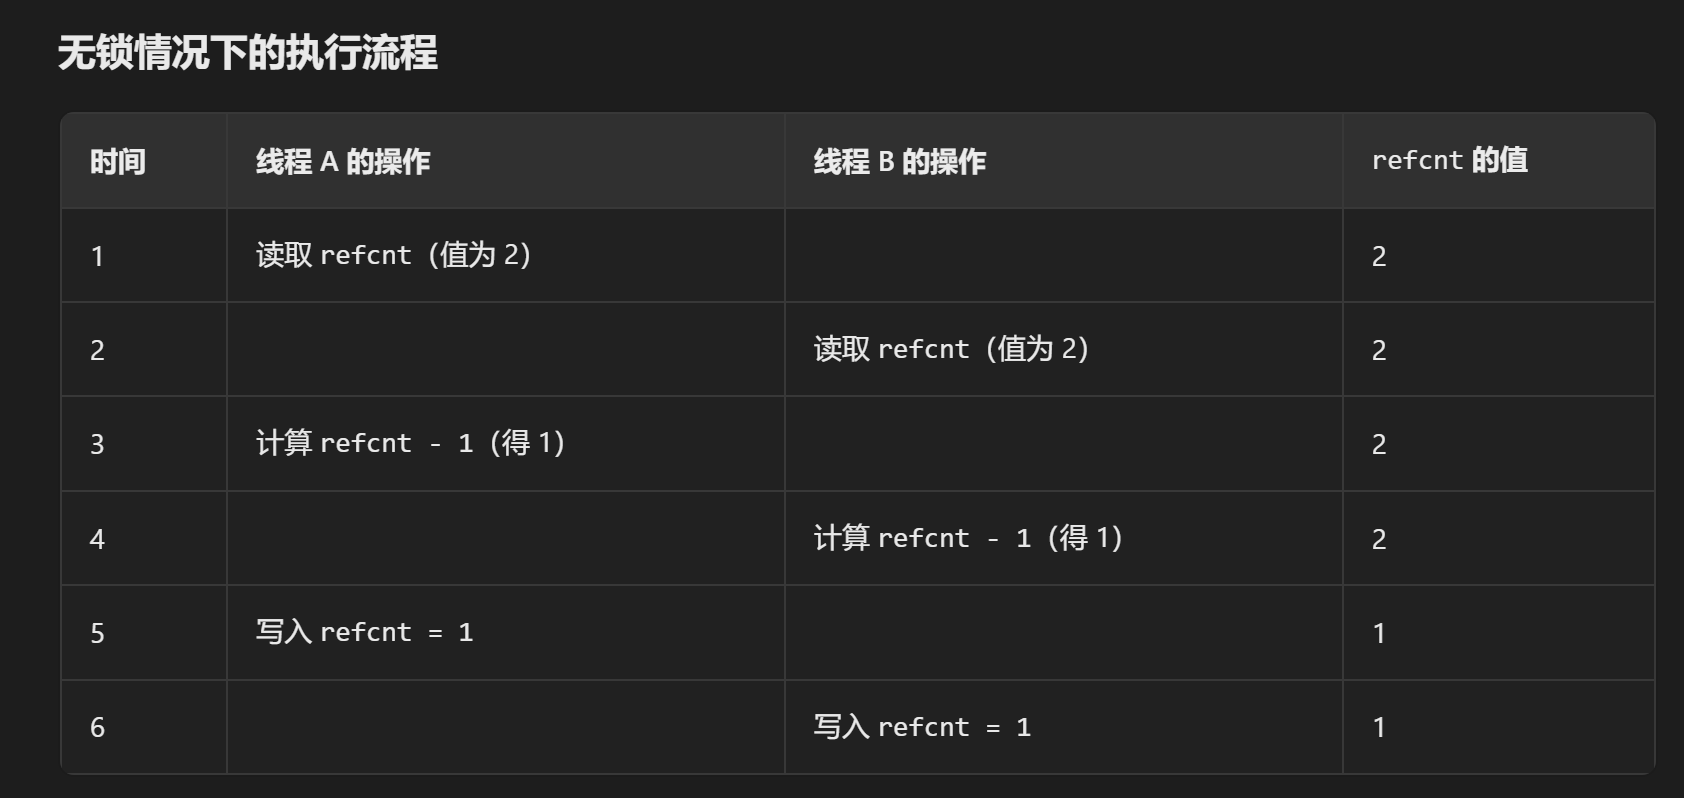 无锁情况下的执行流程
时间 线程 A 的操作 线程 B 的操作 refcnt 的值
1 读取 refcnt（值为 2） 2
2 读取 refcnt（值为 2） 2
3 计算 refcnt - 1（得 1） 2
4 计算 refcnt - 1（得 1） 2
5 写入 refcnt = 1 1
6 写入 refcnt = 1 1